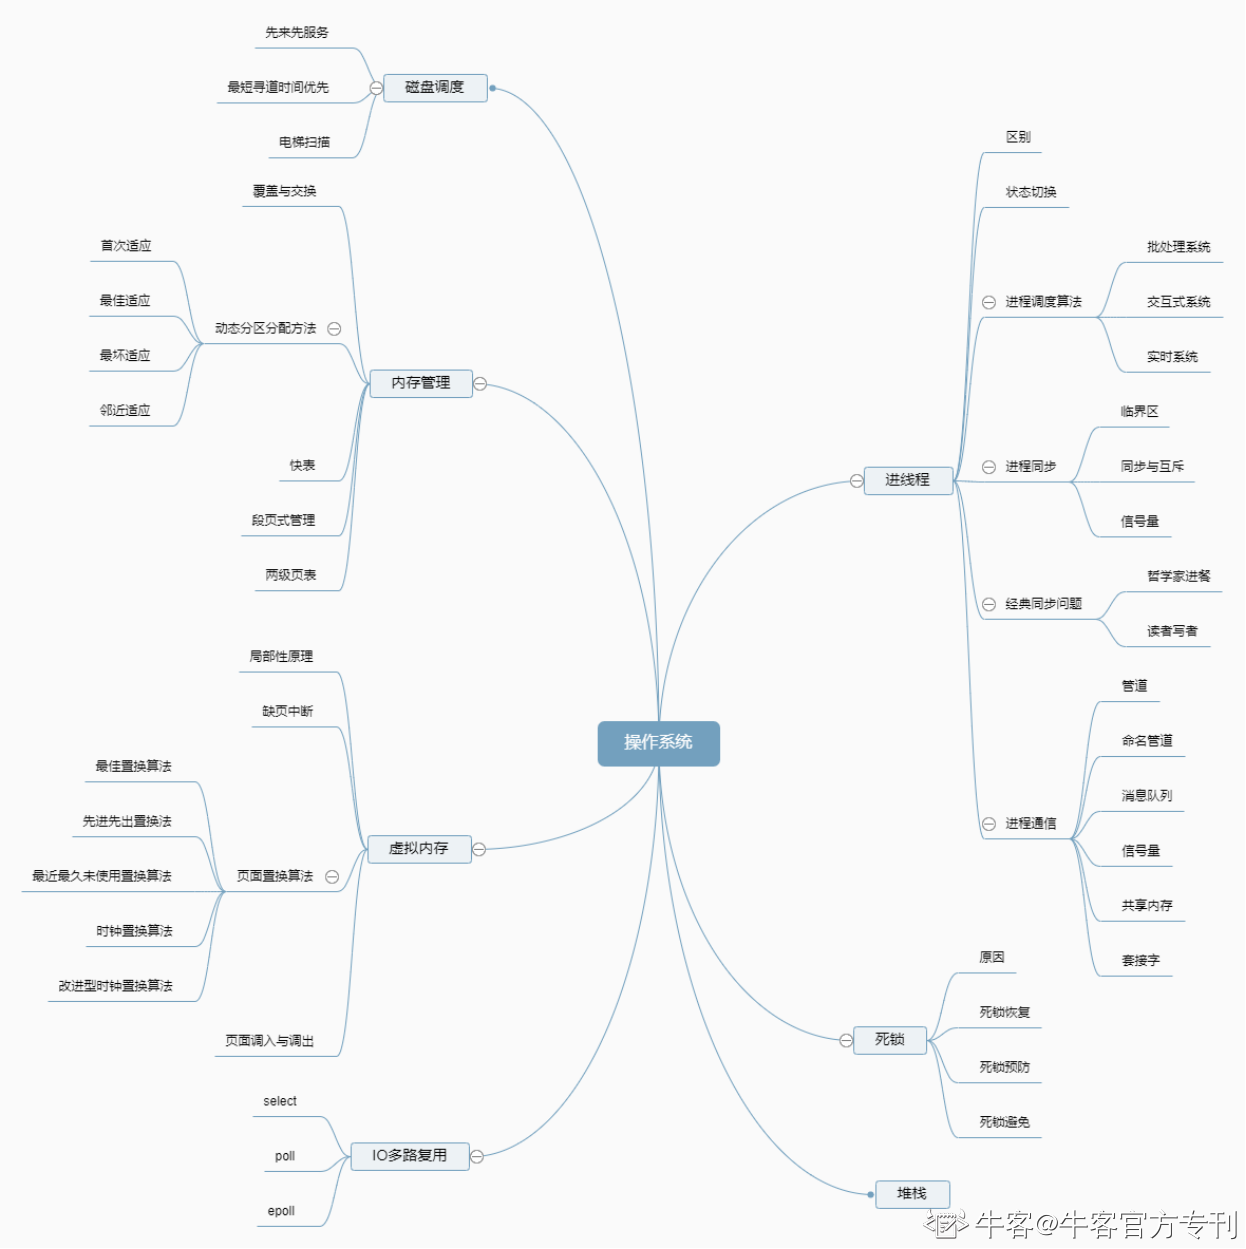 操作系统
磁盘调度
先来先服务
最短寻道时间优先
电梯扫描
内存管理
覆盖与交换
动态分区分配方法
首次适应
最佳适应
最坏适应
邻近适应
快表
段页式管理
两级页表
虚拟内存
局部性原理
缺页中断
页面置换算法
最佳置换算法
先进先出置换法
最近最久未使用置换算法
时钟置换算法
改进型时钟置换算法
页面调入与调出
IO多路复用
select
poll
epoll
进线程
区别
状态切换
进程调度算法
批处理系统
交互式系统
实时系统
进程同步
临界区
同步与互斥
信号量
经典同步问题
哲学家进餐
读者写者
进程通信
管道
命名管道
消息队列
信号量
共享内存
套接字
死锁
原因
死锁恢复
死锁预防
死锁避免
堆栈
牛客@牛客官方专刊